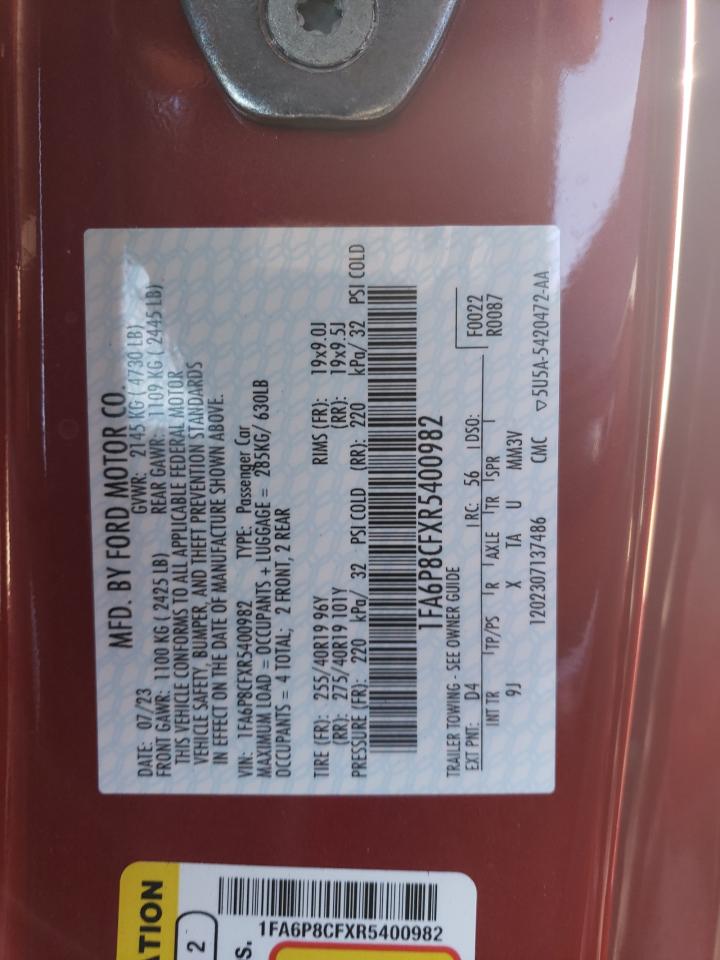 MFD. BY FORD MOTOR CO.
DATE: 07/23 GVWR: 2145 KG ( 4730 LB)
FRONT GAWR: 1100 KG ( 2425 LB) REAR GAWR: 1109 KG ( 2445 LB)
THIS VEHICLE CONFORMS TO ALL APPLICABLE FEDERAL MOTOR
VEHICLE SAFETY, BUMPER, AND THEFT PREVENTION STANDARDS
IN EFFECT ON THE DATE OF MANUFACTURE SHOWN ABOVE.
VIN: 1FA6P8CFXR5400982 TYPE: Passenger Car
MAXIMUM LOAD = OCCUPANTS + LUGGAGE = 285KG/ 630LB
OCCUPANTS = 4 TOTAL; 2 FRONT, 2 REAR
TIRE (FR): 255/40R19 96Y RIMS (FR): 19x9.0J
(RR): 275/40R19 101Y (RR): 19x9.5J
PRESSURE (FR): 220 kPa/ 32 PSI COLD (RR): 220 kPa/ 32 PSI COLD
1FA6P8CFXR5400982
TRAILER TOWING - SEE OWNER GUIDE F0022
EXT PNT: D4 RC: 56 DSO: R0087
INT TR TP/PS R AXLE TR SPR
9J X TA U MM3V
1202307137486 CMC ▽5U5A-5420472-AA
ATION
2
s.
1FA6P8CFXR5400982